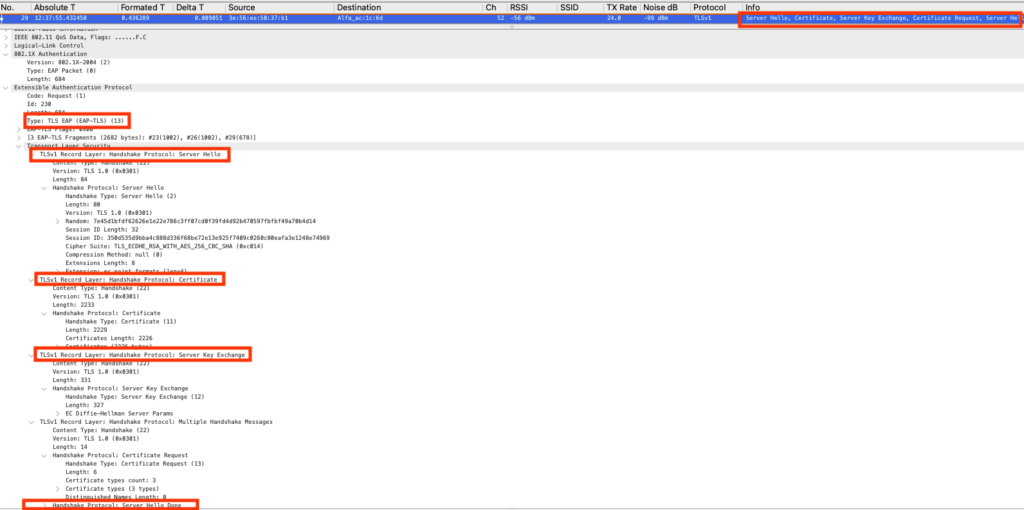 No. Absolute T Formated T Delta T Source Destination Ch RSSI SSID TX Rate Noise dB Protocol Info
29 12:37:55.432450 0.436289 0.009051 3e:56:ee:50:37:b1 Alfa_ac:1c:6d 52 -56 dBm 24.0 -99 dBm TLSv1 Server Hello, Certificate, Server Key Exchange, Certificate Request, Server He
IEEE 802.11 QoS Data, Flags: ......F.C
Logical-Link Control
802.1X Authentication
Version: 802.1X-2004 (2)
Type: EAP Packet (0)
Length: 684
Extensible Authentication Protocol
Code: Request (1)
Id: 230
Length: 684
Type: TLS EAP (EAP-TLS) (13)
EAP-TLS Flags: 0x00
[3 EAP-TLS Fragments (2682 bytes): #23(1002), #26(1002), #29(678)]
Transport Layer Security
TLSv1 Record Layer: Handshake Protocol: Server Hello
Content Type: Handshake (22)
Version: TLS 1.0 (0x0301)
Length: 84
Handshake Protocol: Server Hello
Handshake Type: Server Hello (2)
Length: 80
Version: TLS 1.0 (0x0301)
Random: 7e45d1bfdf62626e1e22e786c3ff07cd0f39fd4d92b470597fbfbf49a70b4d14
Session ID Length: 32
Session ID: 350d535d9bba4c888d336f68be72e13e925f7409c0260c80eafa3e1248e74969
Cipher Suite: TLS_ECDHE_RSA_WITH_AES_256_CBC_SHA (0xc014)
Compression Method: null (0)
Extensions Length: 8
Extension: ec_point_formats (len=4)
TLSv1 Record Layer: Handshake Protocol: Certificate
Content Type: Handshake (22)
Version: TLS 1.0 (0x0301)
Length: 2233
Handshake Protocol: Certificate
Handshake Type: Certificate (11)
Length: 2229
Certificates Length: 2226
Certificates (2226 bytes)
TLSv1 Record Layer: Handshake Protocol: Server Key Exchange
Content Type: Handshake (22)
Version: TLS 1.0 (0x0301)
Length: 331
Handshake Protocol: Server Key Exchange
Handshake Type: Server Key Exchange (12)
Length: 327
EC Diffie-Hellman Server Params
TLSv1 Record Layer: Handshake Protocol: Multiple Handshake Messages
Content Type: Handshake (22)
Version: TLS 1.0 (0x0301)
Length: 14
Handshake Protocol: Certificate Request
Handshake Type: Certificate Request (13)
Length: 6
Certificate types count: 3
Certificate types (3 types)
Distinguished Names Length: 0
Handshake Protocol: Server Hello Done